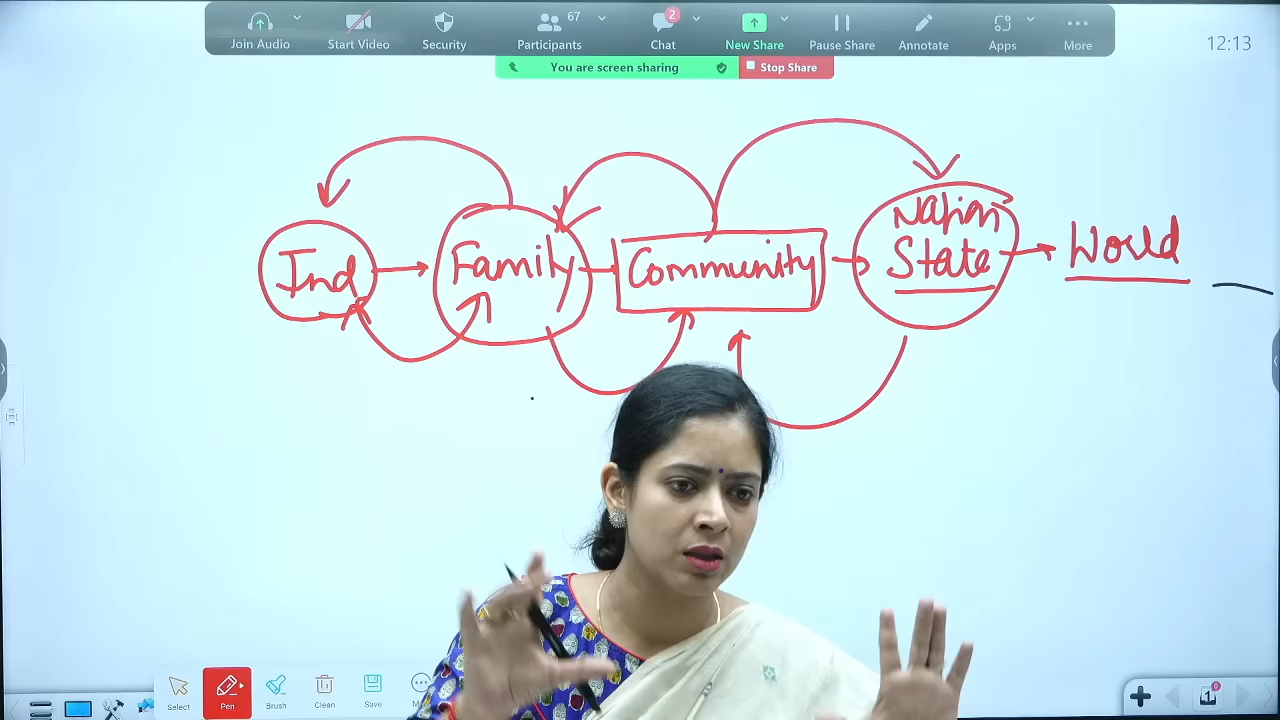 67
2
Join Audio
Start Video
Security
Participants
Chat
New Share
Pause Share
Annotate
Apps
More
12:13
You are screen sharing
Stop Share
Ind
Family
Community
Nation
State
World
Select
Pen
Brush
Clean
Save
1